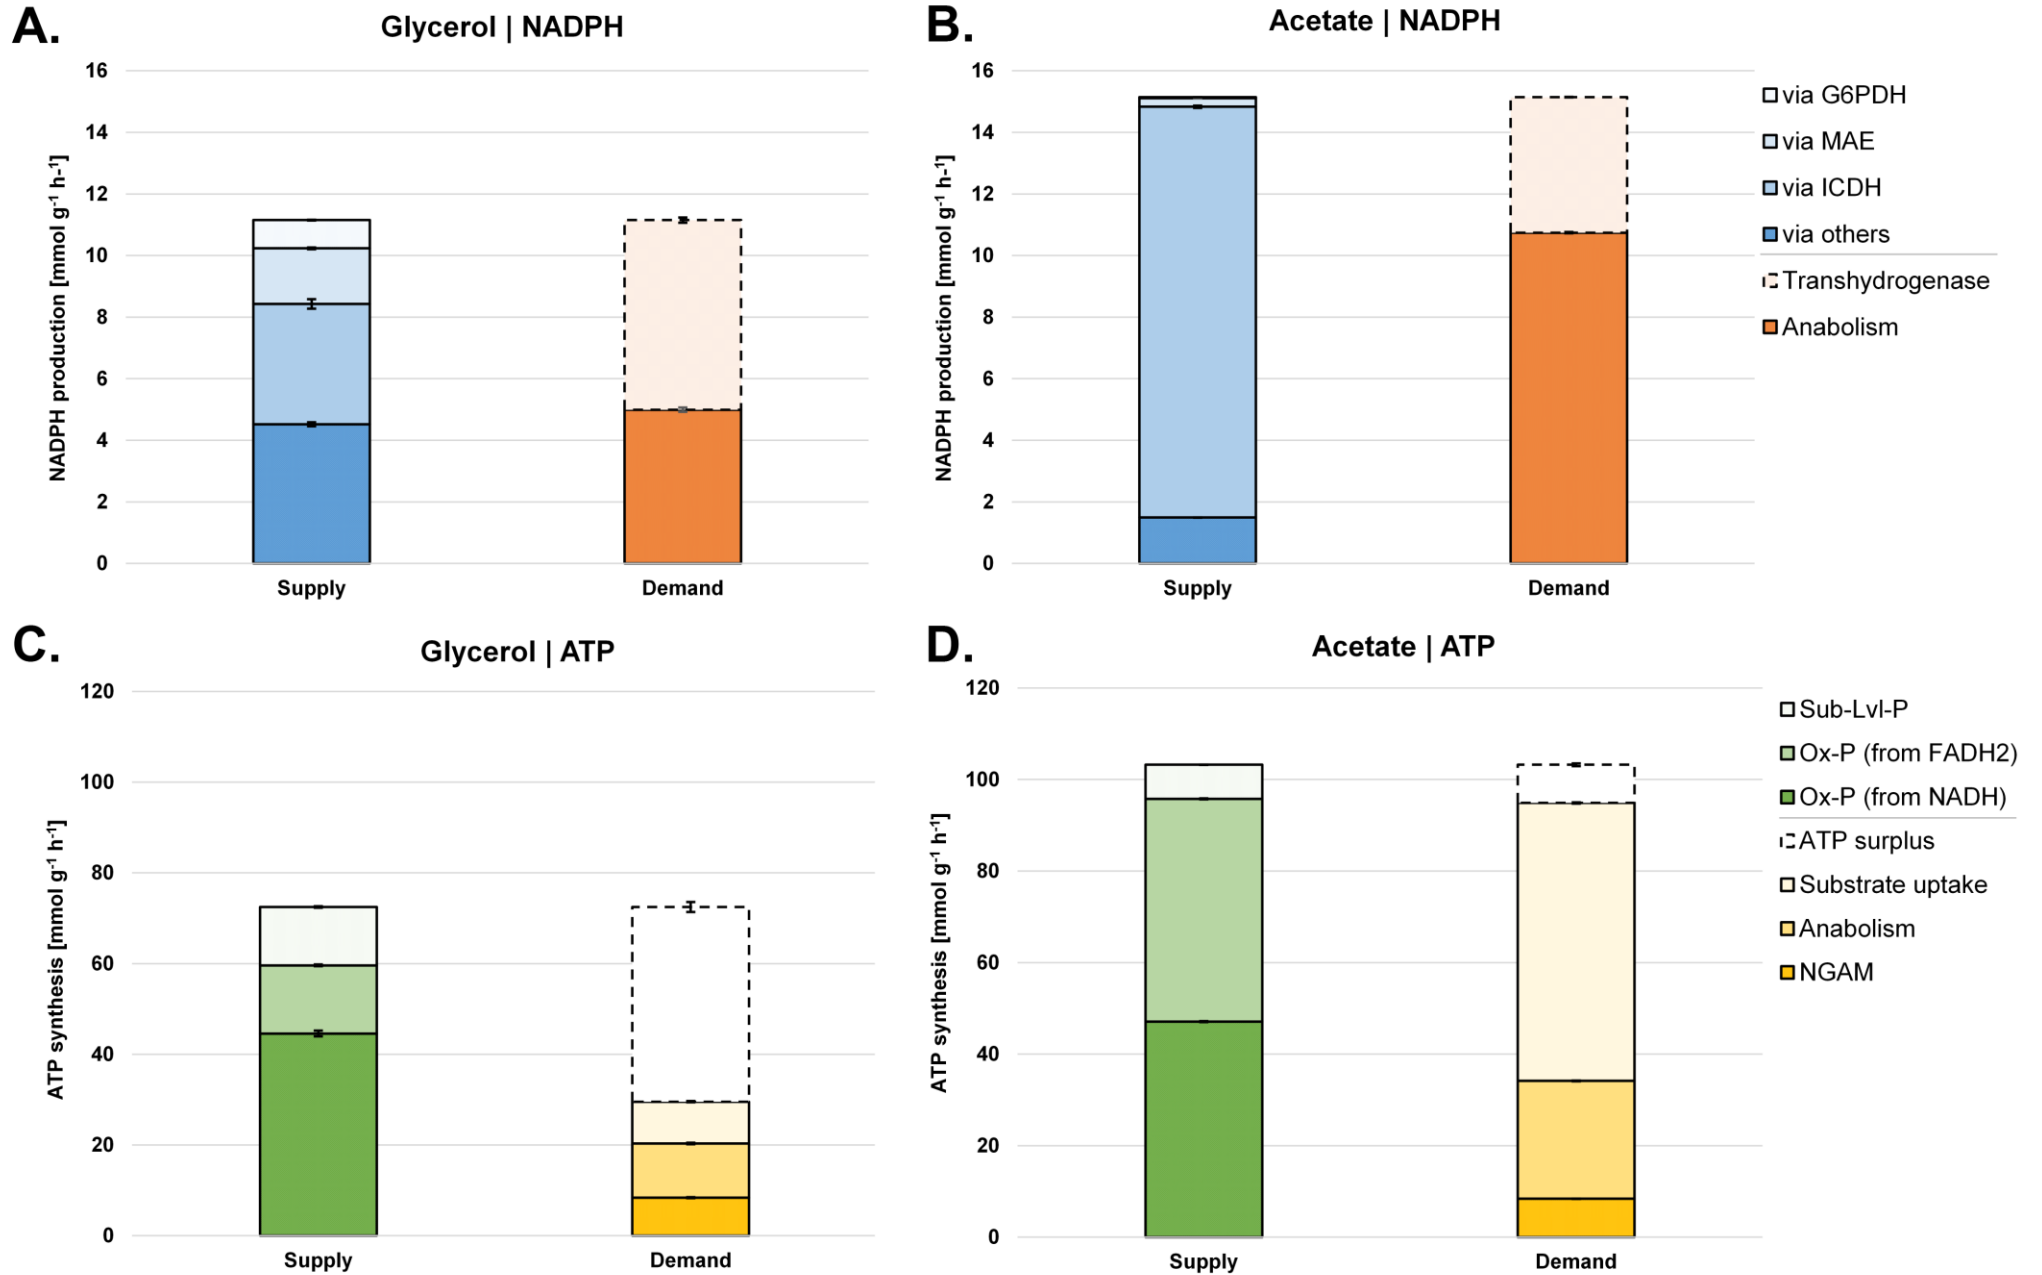 A.
Glycerol | NADPH
NADPH production [mmol g⁻¹ h-¹]
16
14
12
10
8
6
4
2
0
Supply
Demand
B.
Acetate | NADPH
NADPH production [mmol g⁻¹ h⁻¹]
16
14
12
10
8
6
4
2
0
Supply
Demand
via G6PDH
via MAE
via ICDH
via others
Transhydrogenase
Anabolism
C.
Glycerol | ATP
ATP synthesis [mmol g⁻¹ h⁻¹]
120
100
80
60
40
20
0
Supply
Demand
D.
Acetate | ATP
ATP synthesis [mmol g⁻¹ h⁻¹]
120
100
80
60
40
20
0
Supply
Demand
Sub-Lvl-P
Ox-P (from FADH2)
Ox-P (from NADH)
ATP surplus
Substrate uptake
Anabolism
NGAM